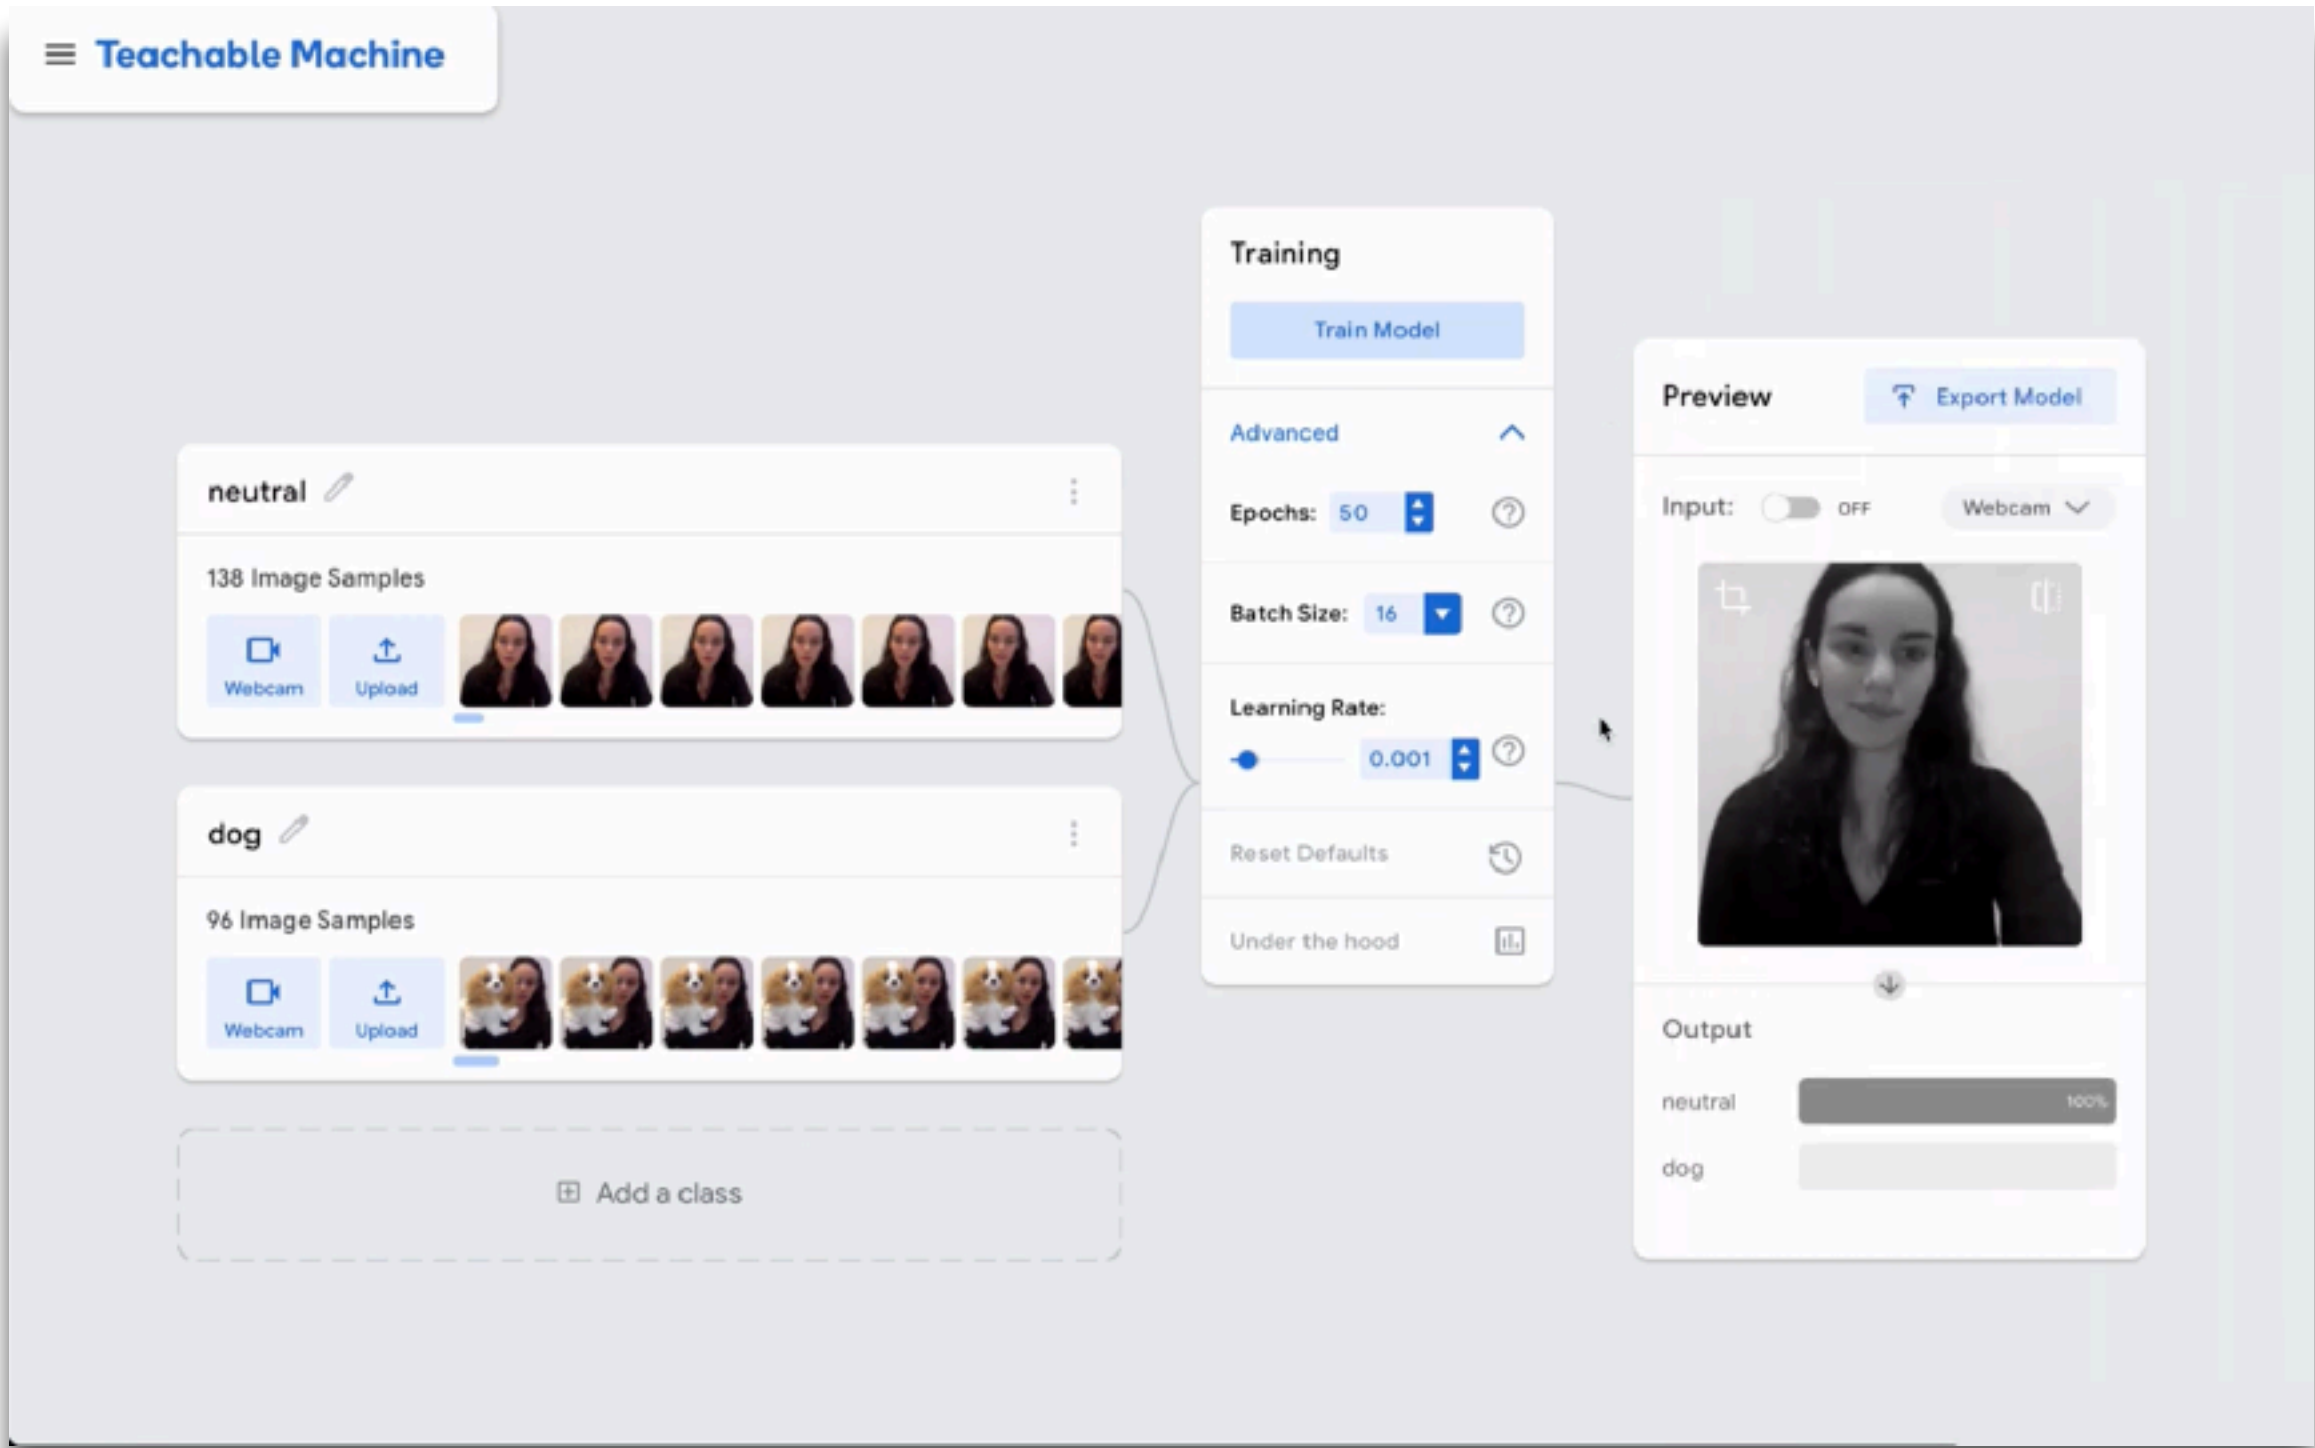 Teachable Machine
neutral
138 Image Samples
Webcam
Upload
dog
96 Image Samples
Webcam
Upload
Add a class
Training
Train Model
Advanced
Epochs: 50
Batch Size: 16
Learning Rate:
0.001
Reset Defaults
Under the hood
Preview
Export Model
Input: OFF Webcam
Output
neutral 100%
dog